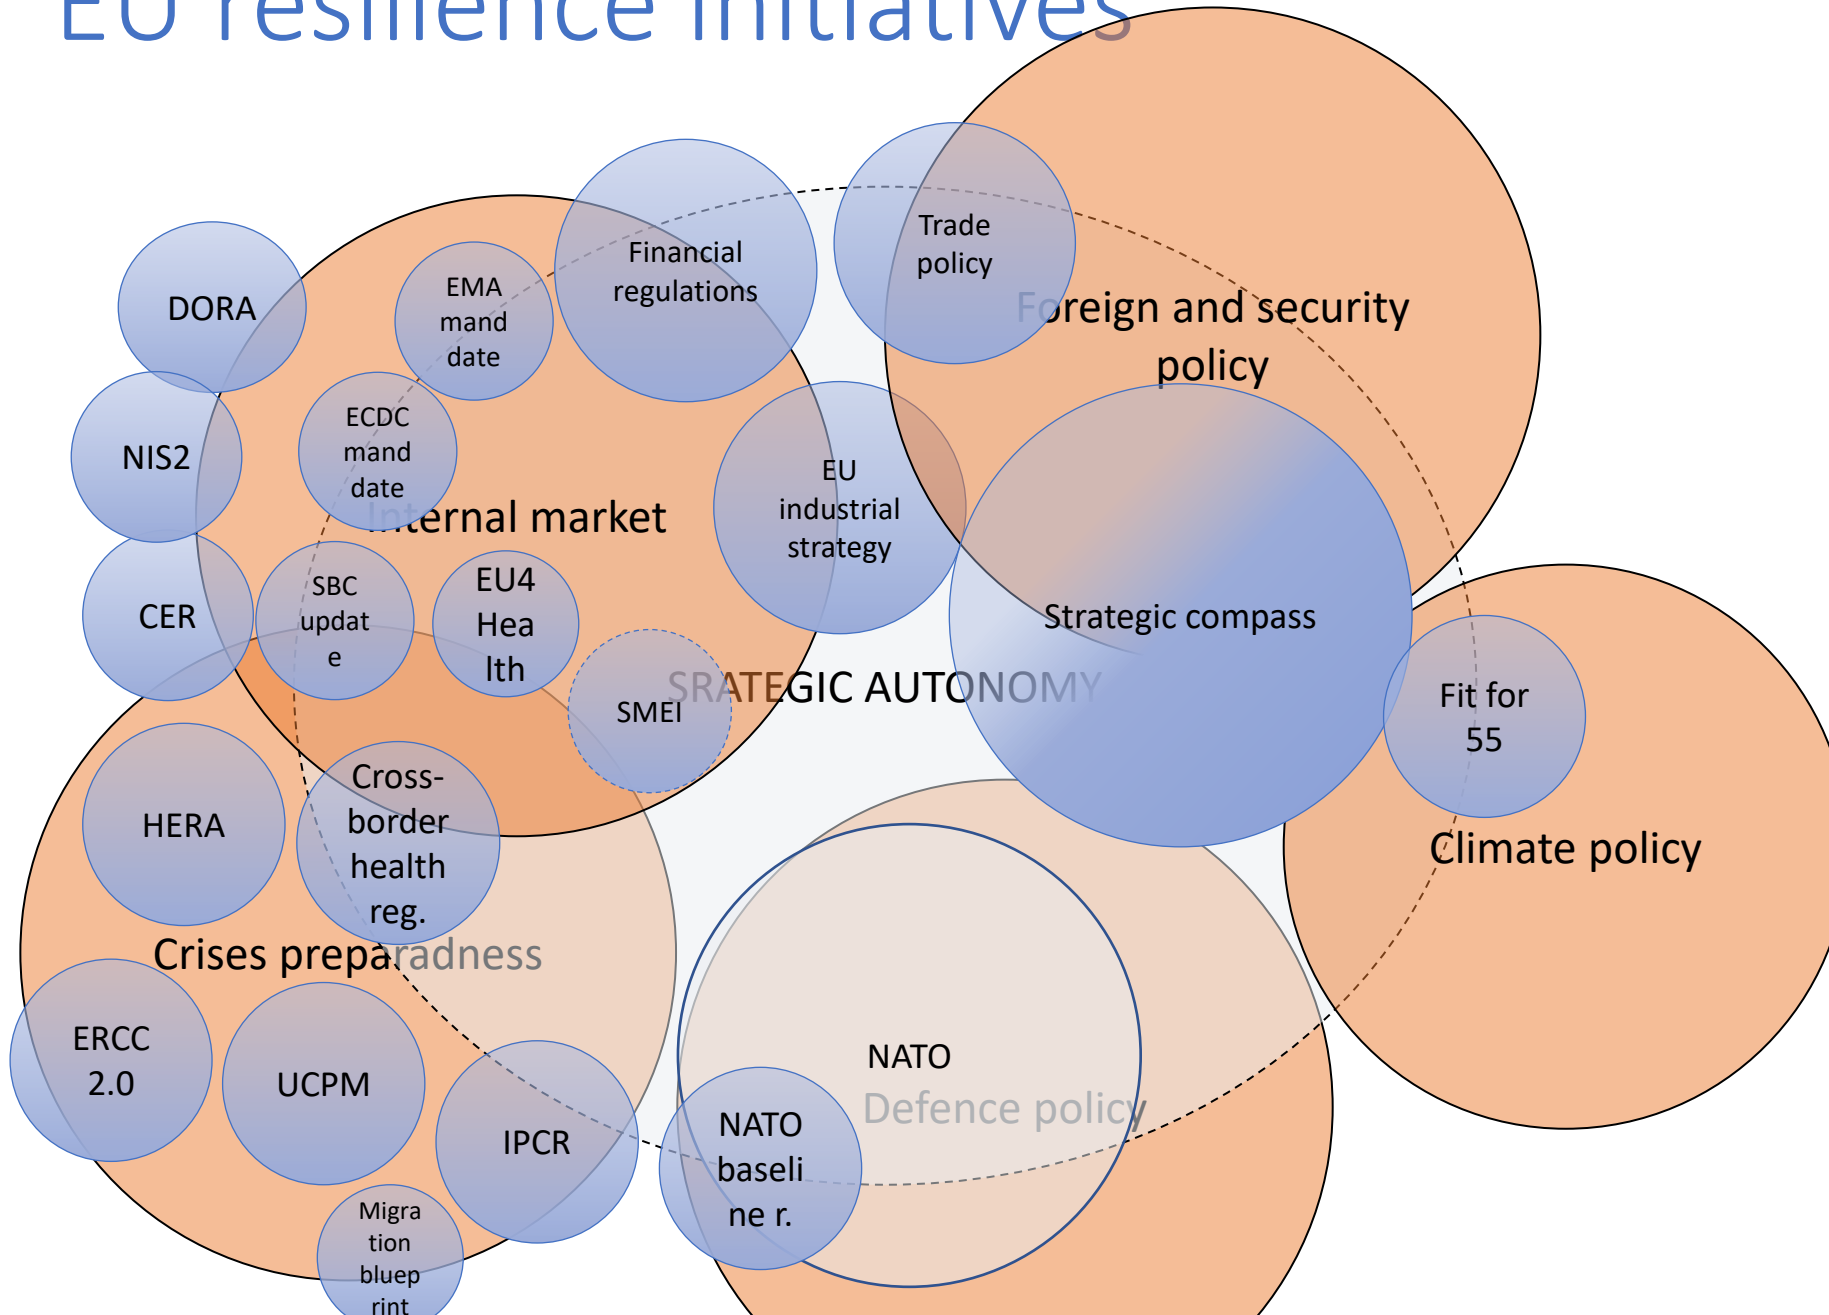 EU resilience initiatives
Trade
policy
Financial
regulations
EMA
mand
date
DORA
Foreign and security
policy
ECDC
mand
date
NIS2
EU
industrial
strategy
Internal market
SBC
updat
e
EU4
Hea
lth
CER
Strategic compass
SRATEGIC AUTONOMY
SMEI
Fit for
55
HERA
Cross-
border
health
reg.
Climate policy
Crises preparadness
ERCC
2.0
UCPM
NATO
Defence policy
IPCR
NATO
baseli
ne r.
Migra
tion
bluep
rint